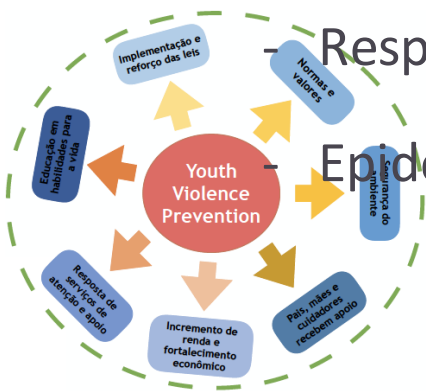 Implementação e
reforço das leis
- Resp
Normas e
valores
Educação em
habilidades para
a vida
Youth
Violence
Prevention
- Epide
Segurança do
ambiente
Resposta de
serviços de
atenção e apoio
Incremento de
renda e
fortalecimento
econômico
Pais, mães e
cuidadores
recebem apoio